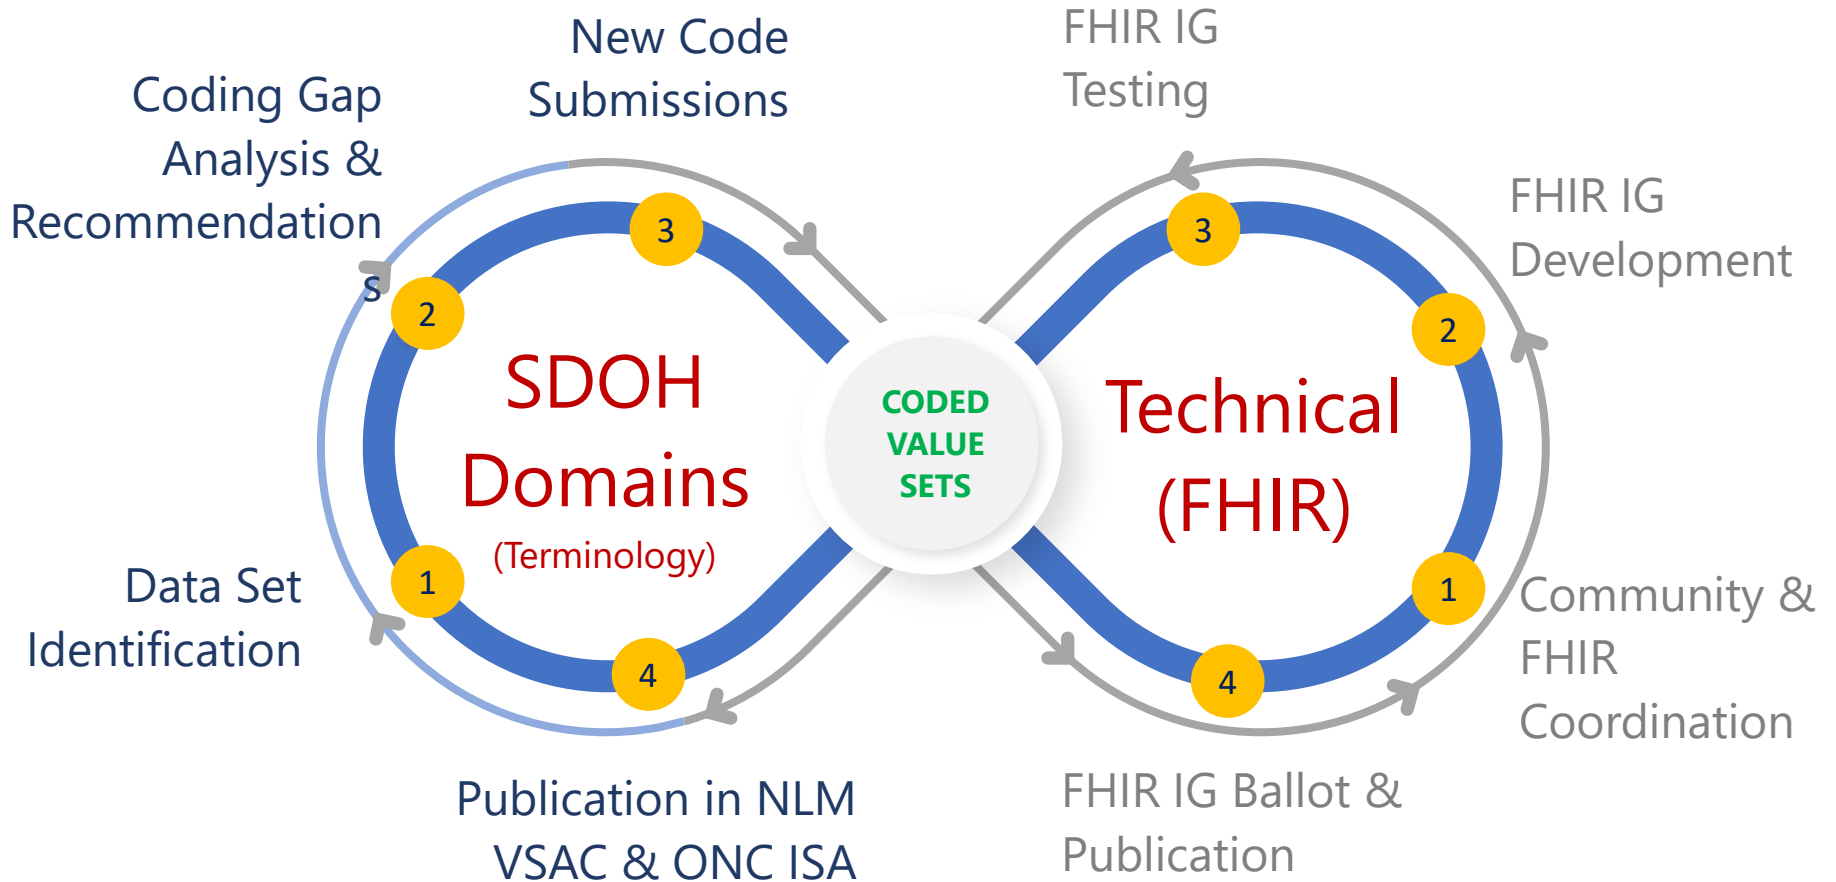 New Code
Submissions
Coding Gap
Analysis &
Recommendation
s
Data Set
Identification
Publication in NLM
VSAC & ONC ISA
3
2
1
4
SDOH
Domains
(Terminology)
CODED
VALUE
SETS
Technical
(FHIR)
3
2
1
4
FHIR IG
Testing
FHIR IG
Development
Community &
FHIR
Coordination
FHIR IG Ballot &
Publication